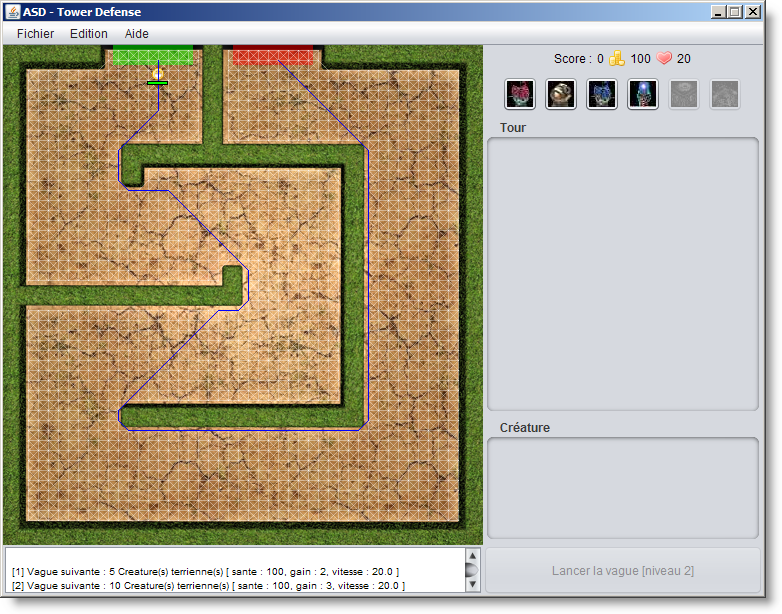 ASD - Tower Defense
Fichier Edition Aide
Score : 0 100 20
Tour
Créature
[1] Vague suivante : 5 Creature(s) terrienne(s) [ sante : 100, gain : 2, vitesse : 20.0 ]
[2] Vague suivante : 10 Creature(s) terrienne(s) [ sante : 100, gain : 3, vitesse : 20.0 ]
Lancer la vague [niveau 2]